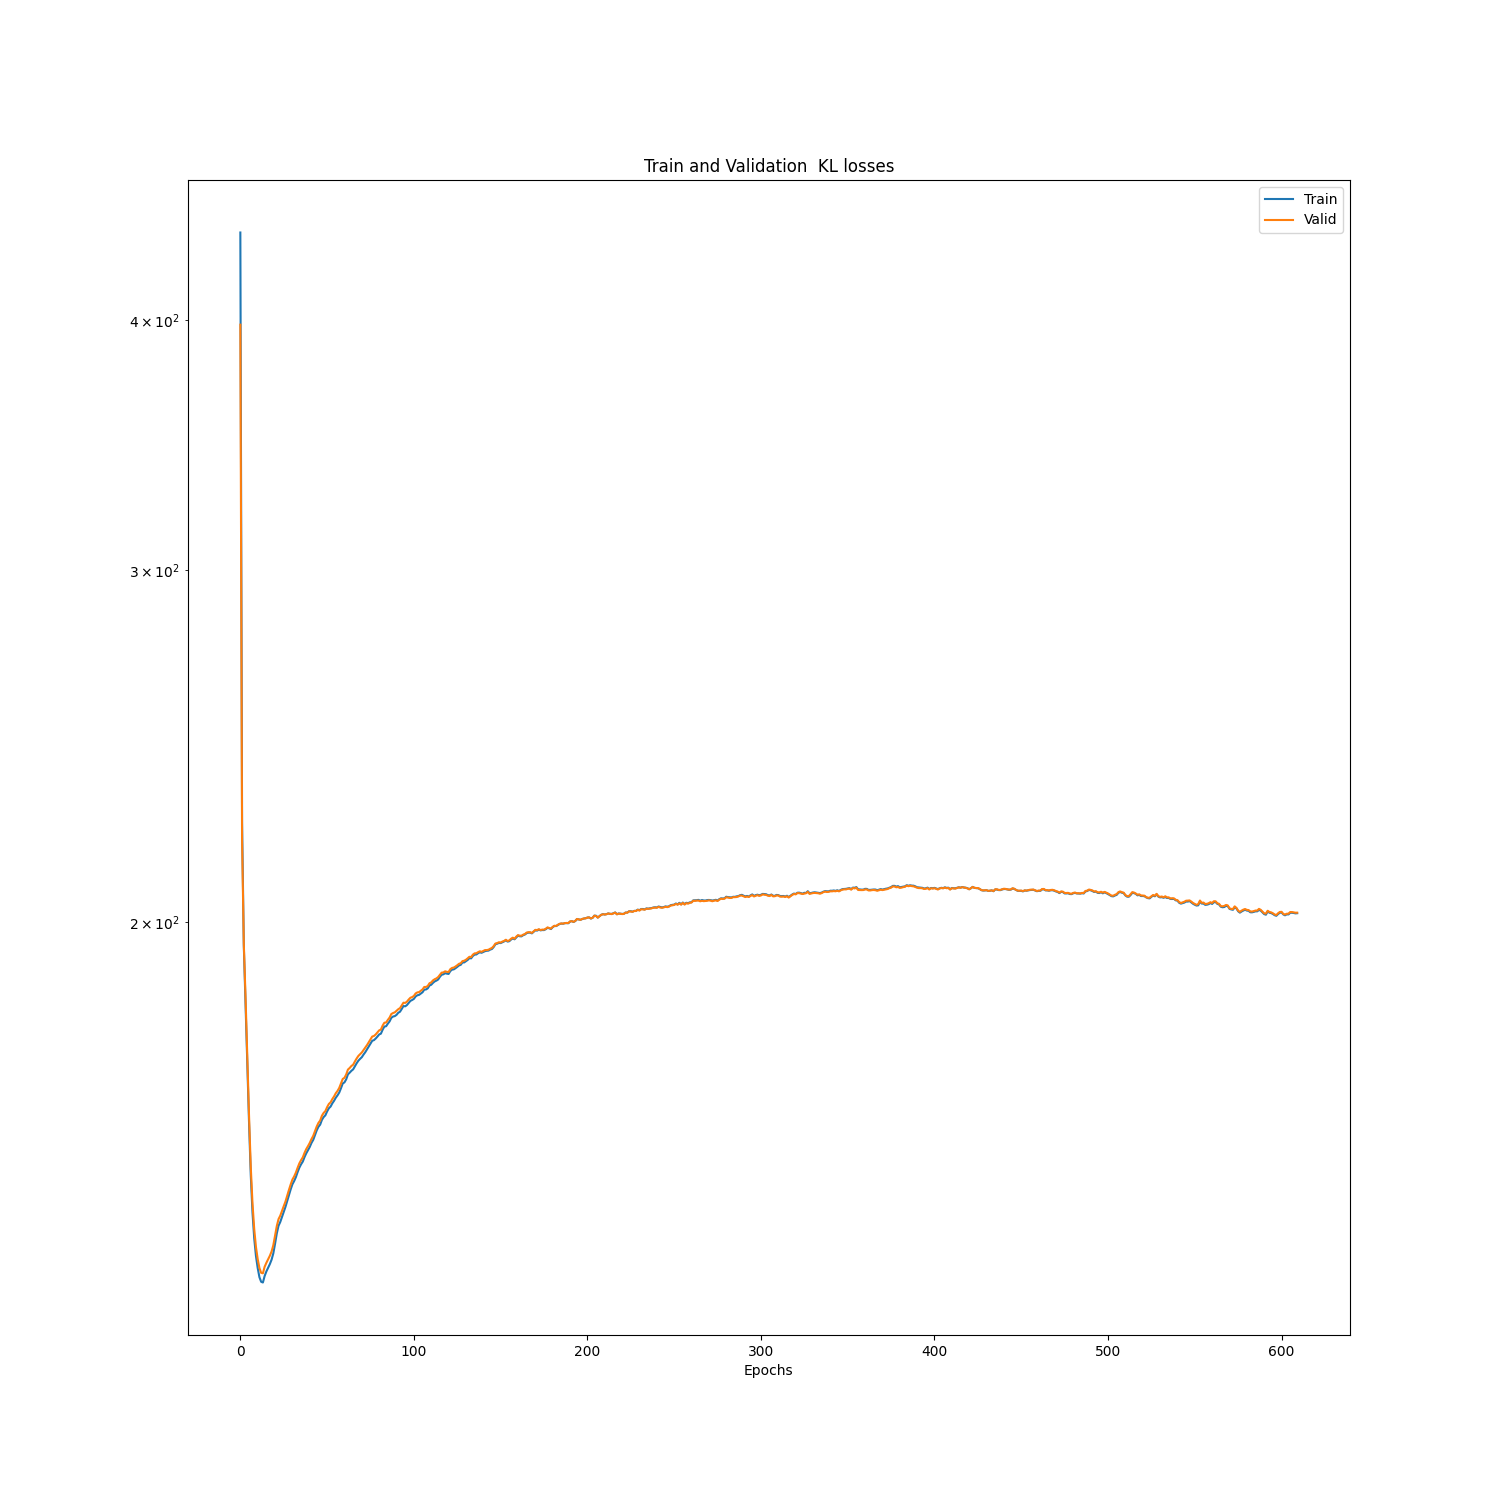 Train and Validation  KL losses
Train
Valid
4 × 10²
3 × 10²
2 × 10²
0 100 200 300 400 500 600
Epochs